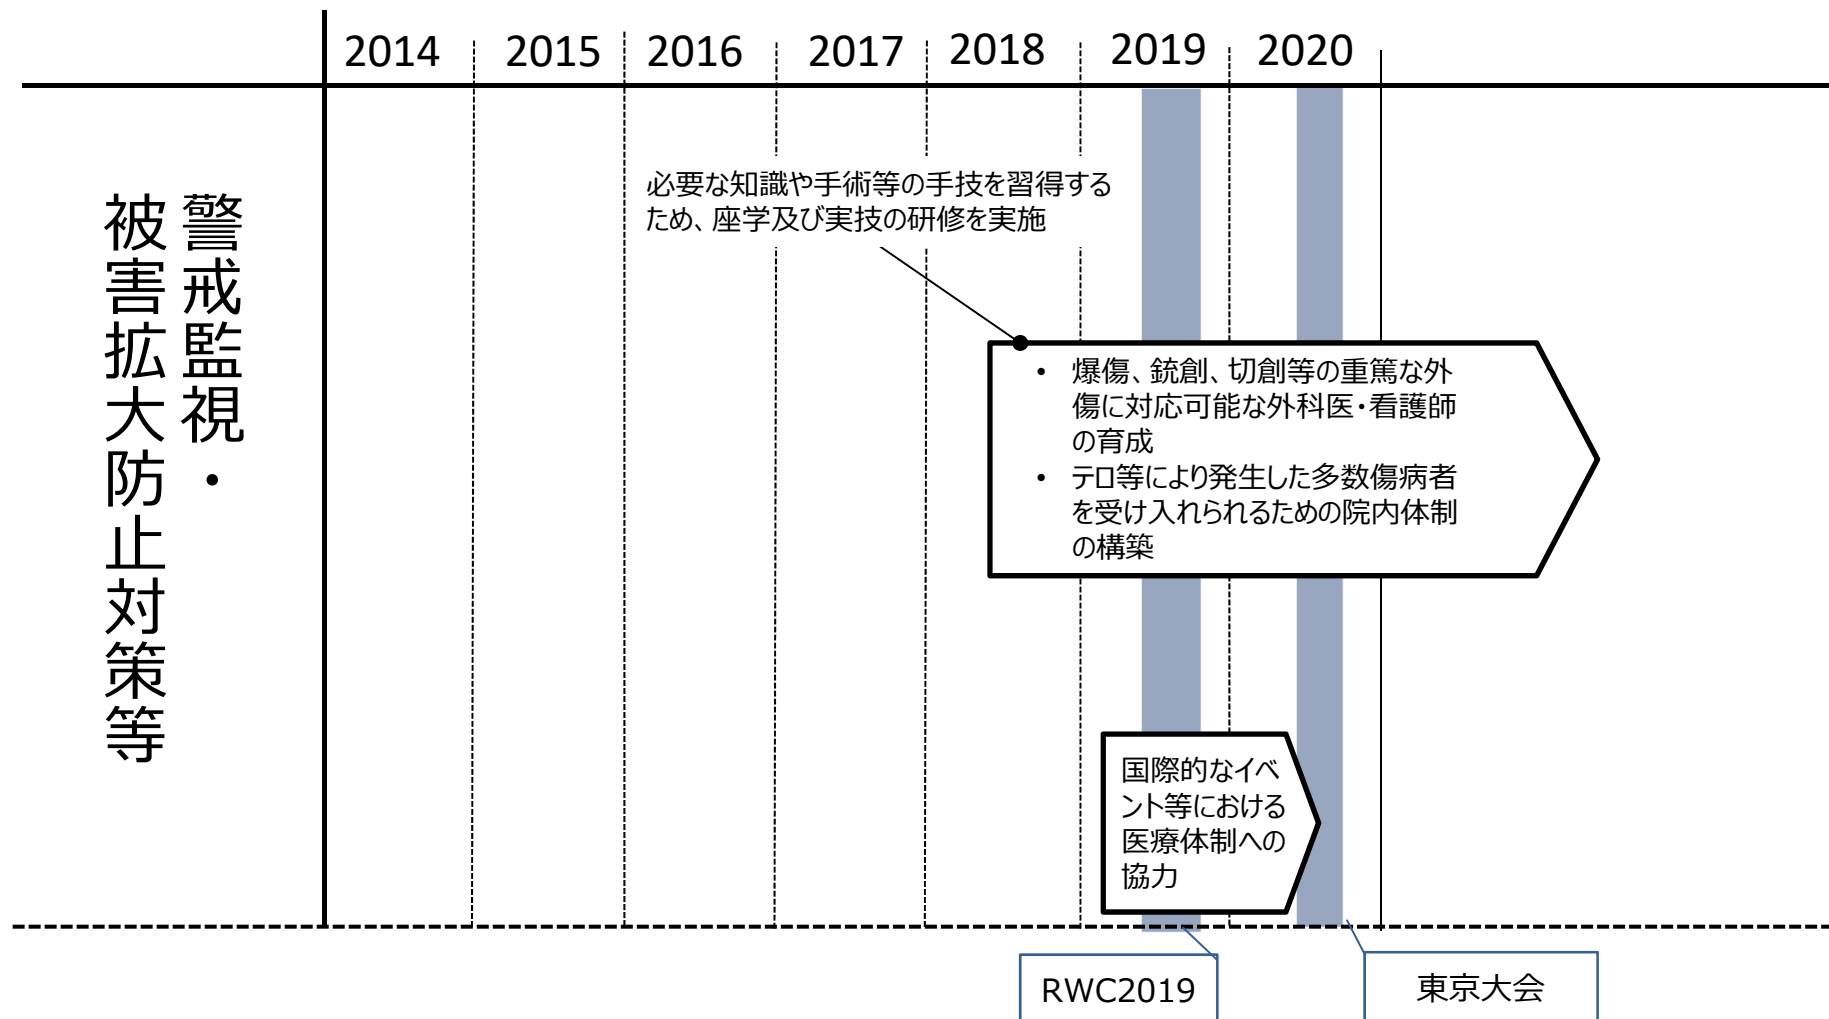 2014 2015 2016 2017 2018 2019 2020
警戒監視・
被害拡大防止対策等
必要な知識や手術等の手技を習得する
ため、座学及び実技の研修を実施
• 爆傷、銃創、切創等の重篤な外
傷に対応可能な外科医・看護師
の育成
• テロ等により発生した多数傷病者
を受け入れられるための院内体制
の構築
国際的なイベ
ント等における
医療体制への
協力
RWC2019
東京大会